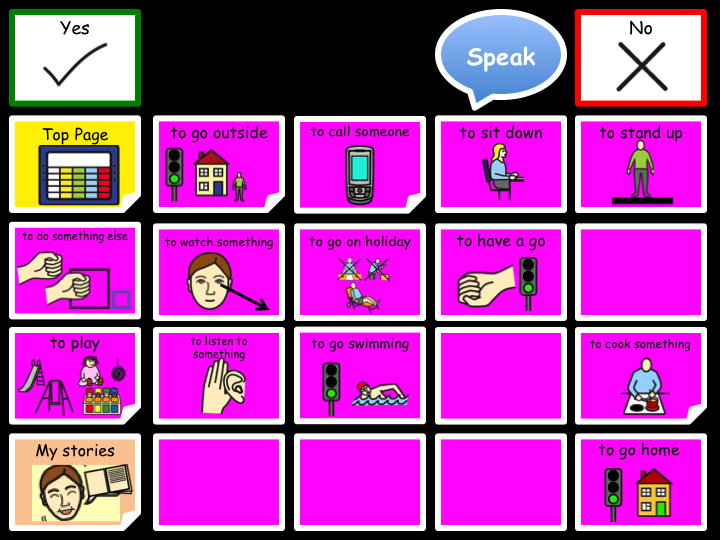 Yes
Speak
No
Top Page
to go outside
to call someone
to sit down
to stand up
to do something else
to watch something
to go on holiday
to have a go
to play
to listen to
something
to go swimming
to cook something
My stories
to go home